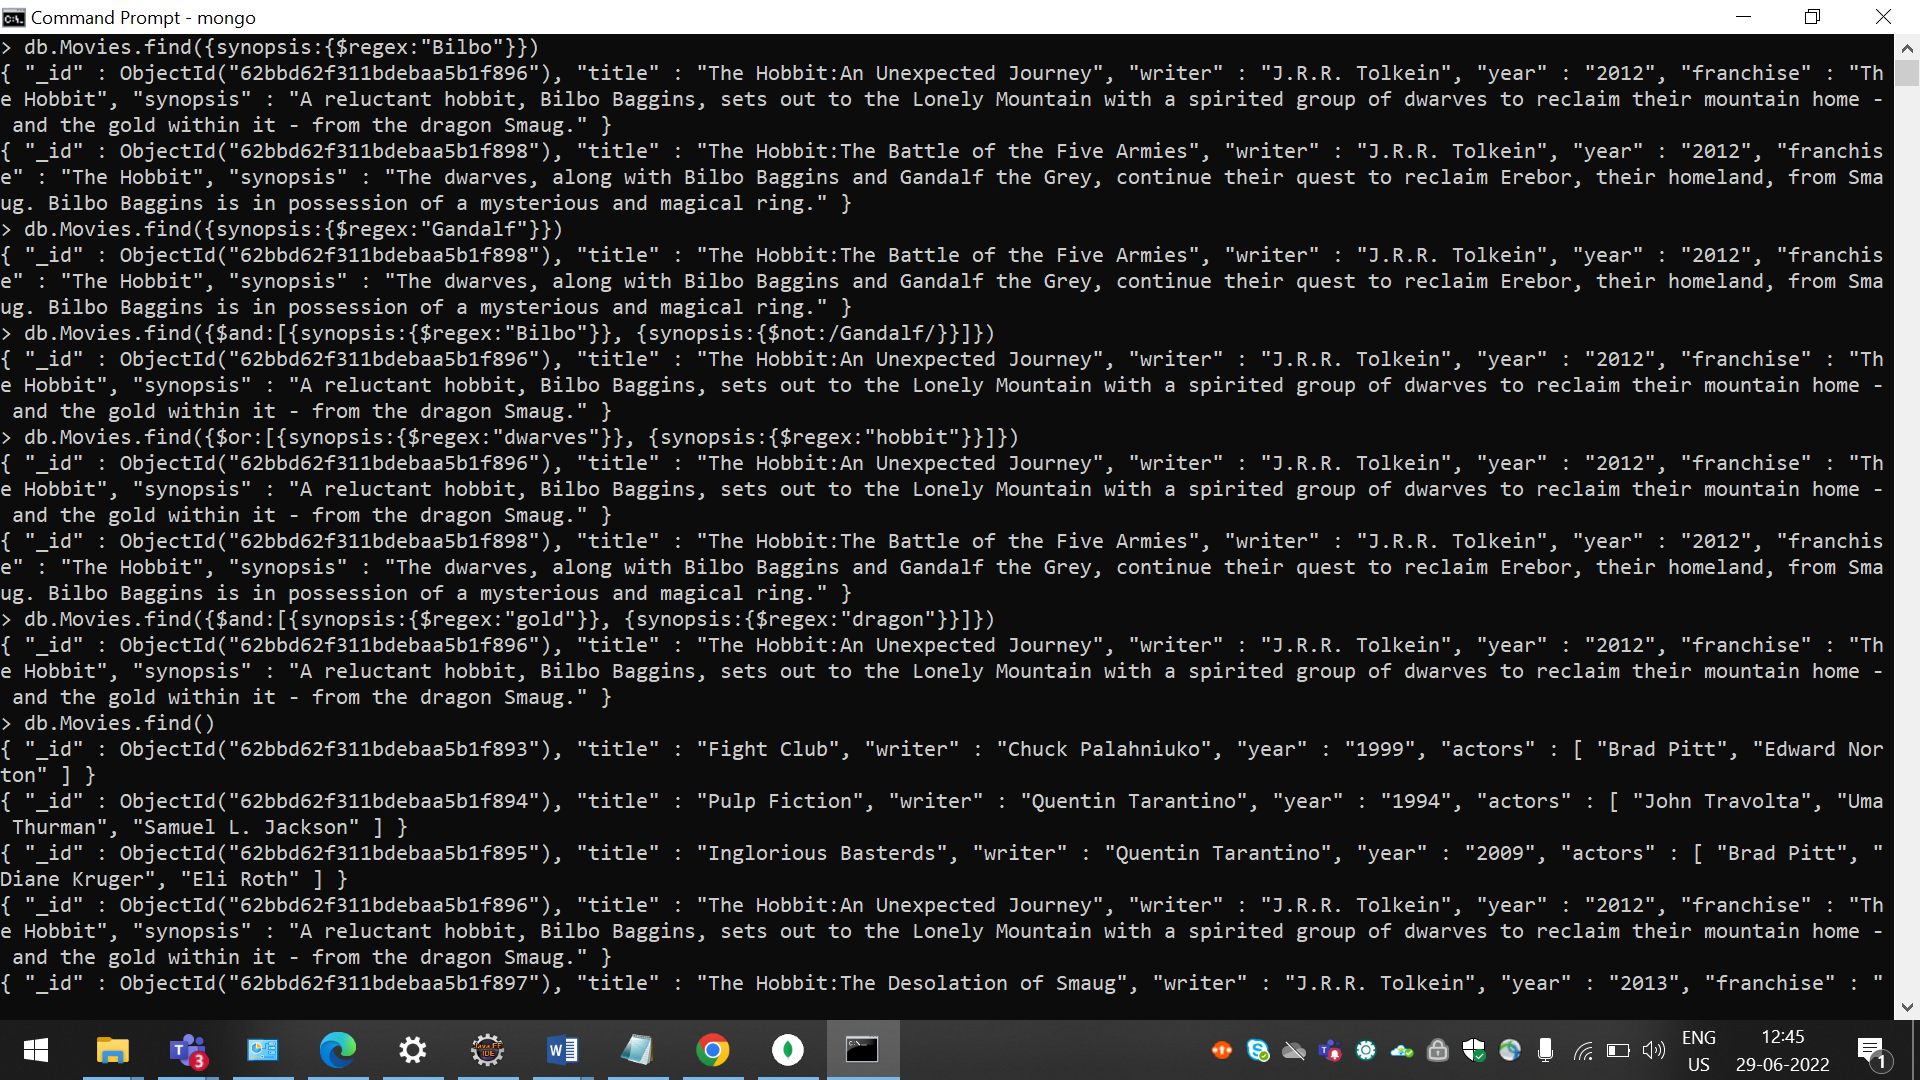 Command Prompt - mongo
> db.Movies.find({synopsis:{$regex:"Bilbo"}})
{ "_id" : ObjectId("62bbd62f311bdebaa5b1f896"), "title" : "The Hobbit:An Unexpected Journey", "writer" : "J.R.R. Tolkein", "year" : "2012", "franchise" : "Th
e Hobbit", "synopsis" : "A reluctant hobbit, Bilbo Baggins, sets out to the Lonely Mountain with a spirited group of dwarves to reclaim their mountain home -
 and the gold within it - from the dragon Smaug." }
{ "_id" : ObjectId("62bbd62f311bdebaa5b1f898"), "title" : "The Hobbit:The Battle of the Five Armies", "writer" : "J.R.R. Tolkein", "year" : "2012", "franchis
e" : "The Hobbit", "synopsis" : "The dwarves, along with Bilbo Baggins and Gandalf the Grey, continue their quest to reclaim Erebor, their homeland, from Sma
ug. Bilbo Baggins is in possession of a mysterious and magical ring." }
> db.Movies.find({synopsis:{$regex:"Gandalf"}})
{ "_id" : ObjectId("62bbd62f311bdebaa5b1f898"), "title" : "The Hobbit:The Battle of the Five Armies", "writer" : "J.R.R. Tolkein", "year" : "2012", "franchis
e" : "The Hobbit", "synopsis" : "The dwarves, along with Bilbo Baggins and Gandalf the Grey, continue their quest to reclaim Erebor, their homeland, from Sma
ug. Bilbo Baggins is in possession of a mysterious and magical ring." }
> db.Movies.find({$and:[{synopsis:{$regex:"Bilbo"}}, {synopsis:{$not:/Gandalf/}}]})
{ "_id" : ObjectId("62bbd62f311bdebaa5b1f896"), "title" : "The Hobbit:An Unexpected Journey", "writer" : "J.R.R. Tolkein", "year" : "2012", "franchise" : "Th
e Hobbit", "synopsis" : "A reluctant hobbit, Bilbo Baggins, sets out to the Lonely Mountain with a spirited group of dwarves to reclaim their mountain home -
 and the gold within it - from the dragon Smaug." }
> db.Movies.find({$or:[{synopsis:{$regex:"dwarves"}}, {synopsis:{$regex:"hobbit"}}]})
{ "_id" : ObjectId("62bbd62f311bdebaa5b1f896"), "title" : "The Hobbit:An Unexpected Journey", "writer" : "J.R.R. Tolkein", "year" : "2012", "franchise" : "Th
e Hobbit", "synopsis" : "A reluctant hobbit, Bilbo Baggins, sets out to the Lonely Mountain with a spirited group of dwarves to reclaim their mountain home -
 and the gold within it - from the dragon Smaug." }
{ "_id" : ObjectId("62bbd62f311bdebaa5b1f898"), "title" : "The Hobbit:The Battle of the Five Armies", "writer" : "J.R.R. Tolkein", "year" : "2012", "franchis
e" : "The Hobbit", "synopsis" : "The dwarves, along with Bilbo Baggins and Gandalf the Grey, continue their quest to reclaim Erebor, their homeland, from Sma
ug. Bilbo Baggins is in possession of a mysterious and magical ring." }
> db.Movies.find({$and:[{synopsis:{$regex:"gold"}}, {synopsis:{$regex:"dragon"}}]})
{ "_id" : ObjectId("62bbd62f311bdebaa5b1f896"), "title" : "The Hobbit:An Unexpected Journey", "writer" : "J.R.R. Tolkein", "year" : "2012", "franchise" : "Th
e Hobbit", "synopsis" : "A reluctant hobbit, Bilbo Baggins, sets out to the Lonely Mountain with a spirited group of dwarves to reclaim their mountain home -
 and the gold within it - from the dragon Smaug." }
> db.Movies.find()
{ "_id" : ObjectId("62bbd62f311bdebaa5b1f893"), "title" : "Fight Club", "writer" : "Chuck Palahniuko", "year" : "1999", "actors" : [ "Brad Pitt", "Edward Nor
ton" ] }
{ "_id" : ObjectId("62bbd62f311bdebaa5b1f894"), "title" : "Pulp Fiction", "writer" : "Quentin Tarantino", "year" : "1994", "actors" : [ "John Travolta", "Uma
 Thurman", "Samuel L. Jackson" ] }
{ "_id" : ObjectId("62bbd62f311bdebaa5b1f895"), "title" : "Inglorious Basterds", "writer" : "Quentin Tarantino", "year" : "2009", "actors" : [ "Brad Pitt", "
Diane Kruger", "Eli Roth" ] }
{ "_id" : ObjectId("62bbd62f311bdebaa5b1f896"), "title" : "The Hobbit:An Unexpected Journey", "writer" : "J.R.R. Tolkein", "year" : "2012", "franchise" : "Th
e Hobbit", "synopsis" : "A reluctant hobbit, Bilbo Baggins, sets out to the Lonely Mountain with a spirited group of dwarves to reclaim their mountain home -
 and the gold within it - from the dragon Smaug." }
{ "_id" : ObjectId("62bbd62f311bdebaa5b1f897"), "title" : "The Hobbit:The Desolation of Smaug", "writer" : "J.R.R. Tolkein", "year" : "2013", "franchise" : "
3
Java EE
IDE
ENG
US
12:45
29-06-2022
1